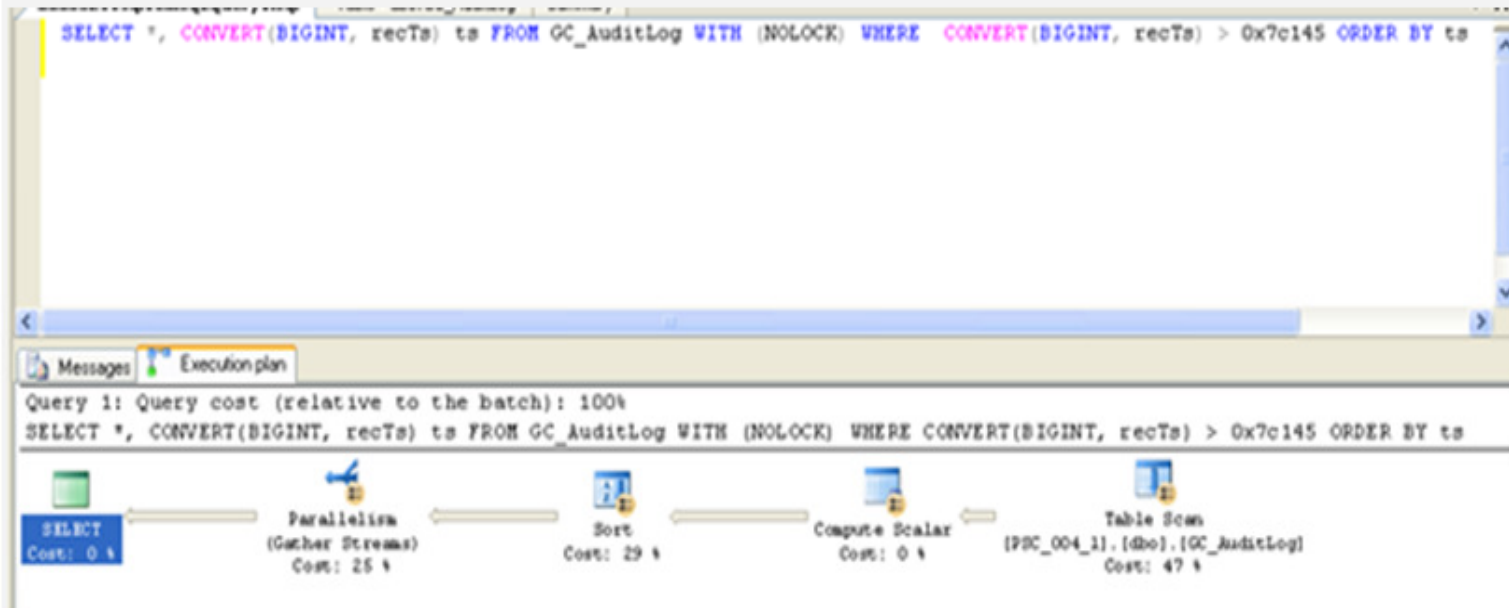 SELECT *, CONVERT(BIGINT, recTs) ts FROM GC_AuditLog WITH (NOLOCK) WHERE  CONVERT(BIGINT, recTs) > 0x7c145 ORDER BY ts
Messages
Execution plan
Query 1: Query cost (relative to the batch): 100%
SELECT *, CONVERT(BIGINT, recTs) ts FROM GC_AuditLog WITH (NOLOCK) WHERE CONVERT(BIGINT, recTs) > 0x7c145 ORDER BY ts
SELECT
Cost: 0 %
Parallelism
(Gather Streams)
Cost: 25 %
Sort
Cost: 29 %
Compute Scalar
Cost: 0 %
Table Scan
[PSC_004_1].[dbo].[GC_AuditLog]
Cost: 47 %